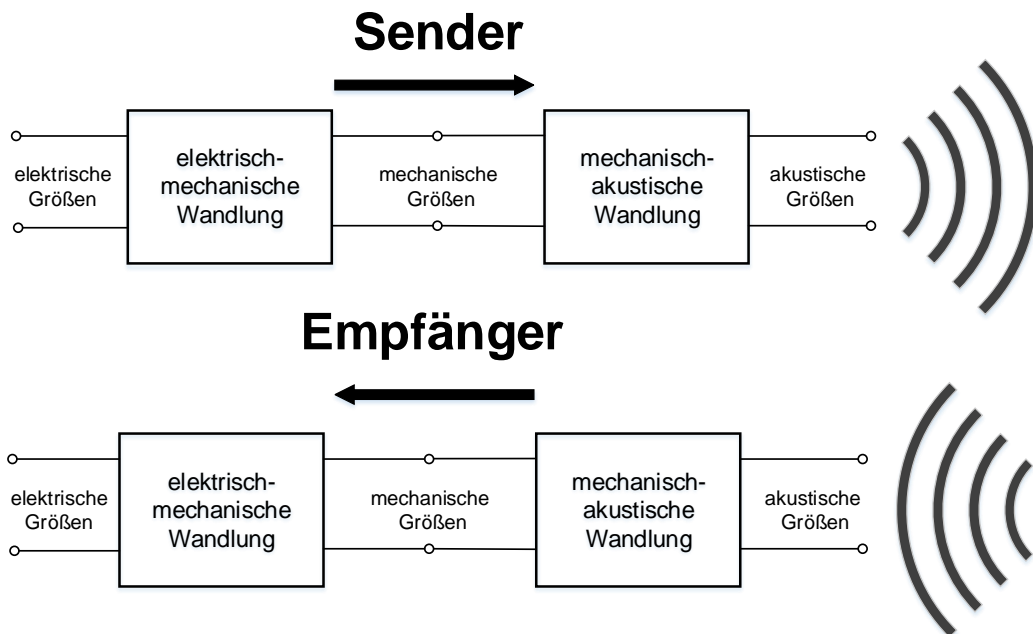 Sender
elektrische
Größen
elektrisch-
mechanische
Wandlung
mechanische
Größen
mechanisch-
akustische
Wandlung
akustische
Größen
Empfänger
elektrische
Größen
elektrisch-
mechanische
Wandlung
mechanische
Größen
mechanisch-
akustische
Wandlung
akustische
Größen